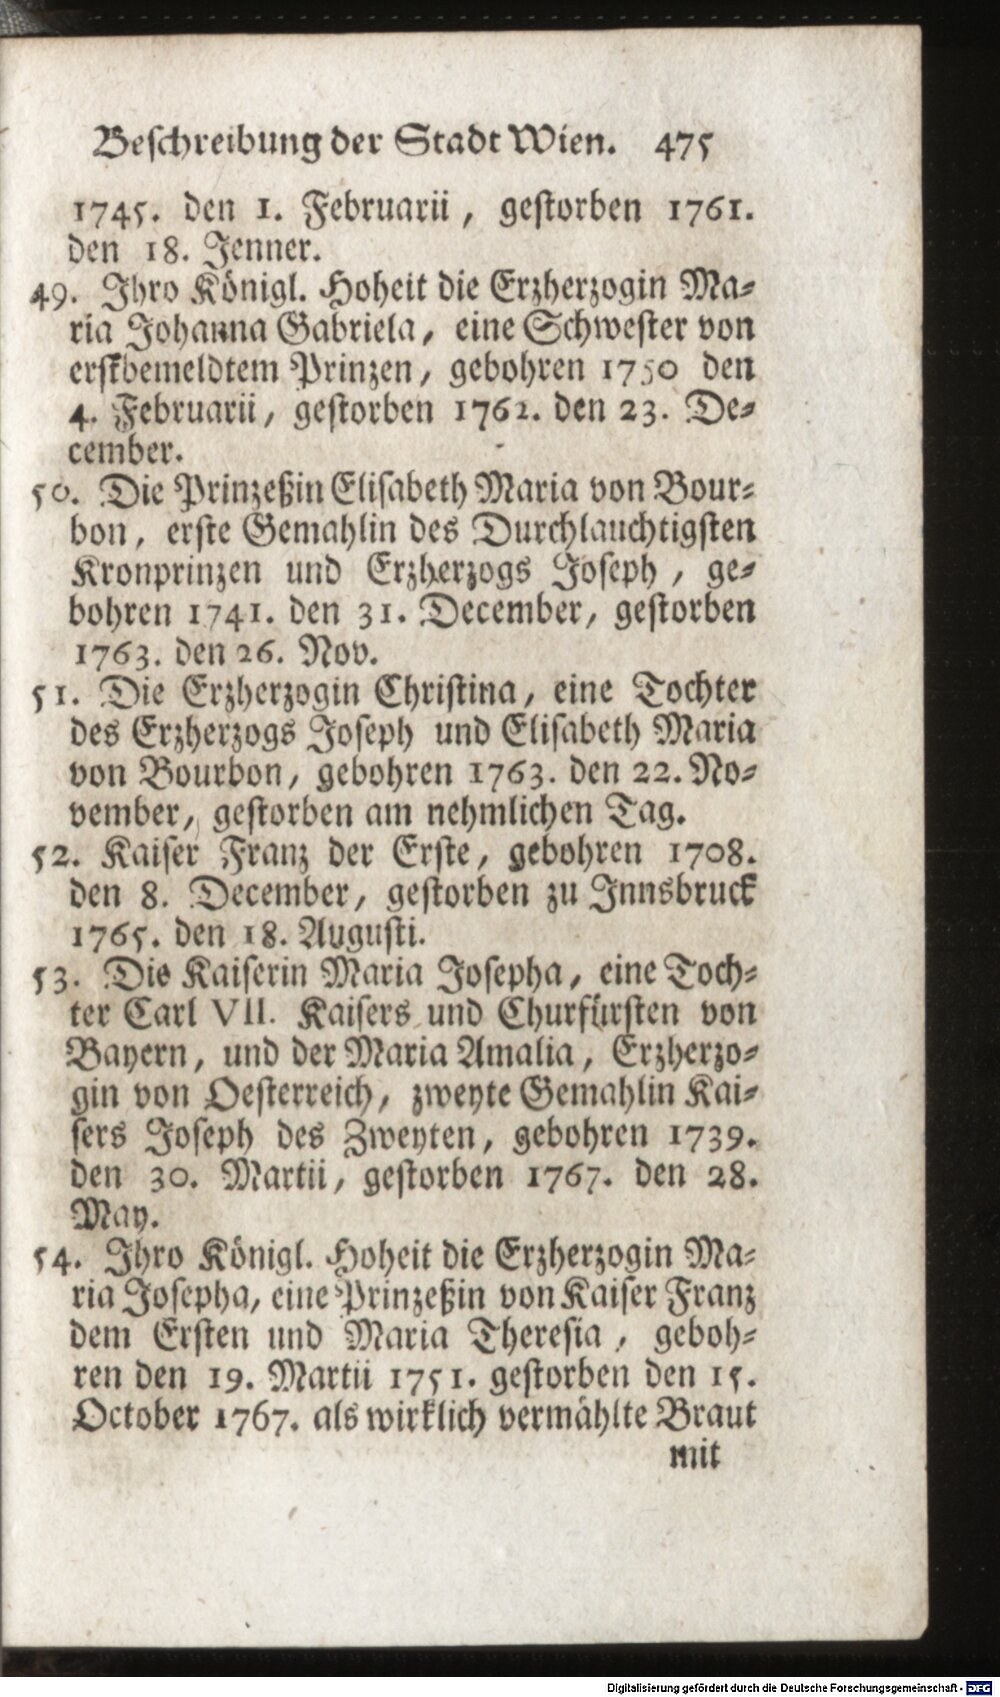 Beschreibung der Stadt Wien. 475
1745. den 1. Februarii, gestorben 1761.
den 18. Jenner.
49. Ihro Königl. Hoheit die Erzherzogin Ma-
ria Johanna Gabriela, eine Schwester von
erstbemeldtem Prinzen, gebohren 1750 den
4. Februarii, gestorben 1762. den 23. De-
cember.
50. Die Prinzeßin Elisabeth Maria von Bour-
bon, erste Gemahlin des Durchlauchtigsten
Kronprinzen und Erzherzogs Joseph, ge-
bohren 1741. den 31. December, gestorben
1763. den 26. Nov.
51. Die Erzherzogin Christina, eine Tochter
des Erzherzogs Joseph und Elisabeth Maria
von Bourbon, gebohren 1763. den 22. No-
vember, gestorben am nehmlichen Tag.
52. Kaiser Franz der Erste, gebohren 1708.
den 8. December, gestorben zu Innsbruck
1765. den 18. Augusti.
53. Die Kaiserin Maria Josepha, eine Toch-
ter Carl VII. Kaisers und Churfürsten von
Bayern, und der Maria Amalia, Erzherzo-
gin von Oesterreich, zweyte Gemahlin Kai-
sers Joseph des Zweyten, gebohren 1739.
den 30. Martii, gestorben 1767. den 28.
May.
54. Ihro Königl. Hoheit die Erzherzogin Ma-
ria Josepha, eine Prinzeßin von Kaiser Franz
dem Ersten und Maria Theresia, geboh-
ren den 19. Martii 1751. gestorben den 15.
October 1767. als wirklich vermählte Braut
mit
Digitalisierung gefördert durch die Deutsche Forschungsgemeinschaft - DFG